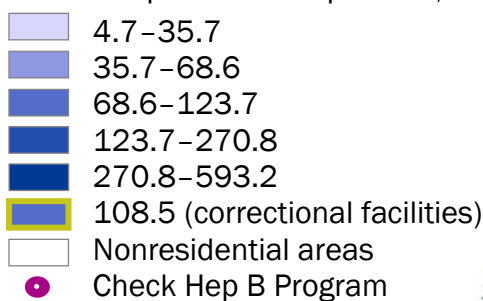 4.7–35.7
35.7–68.6
68.6–123.7
123.7–270.8
270.8–593.2
108.5 (correctional facilities)
Nonresidential areas
Check Hep B Program